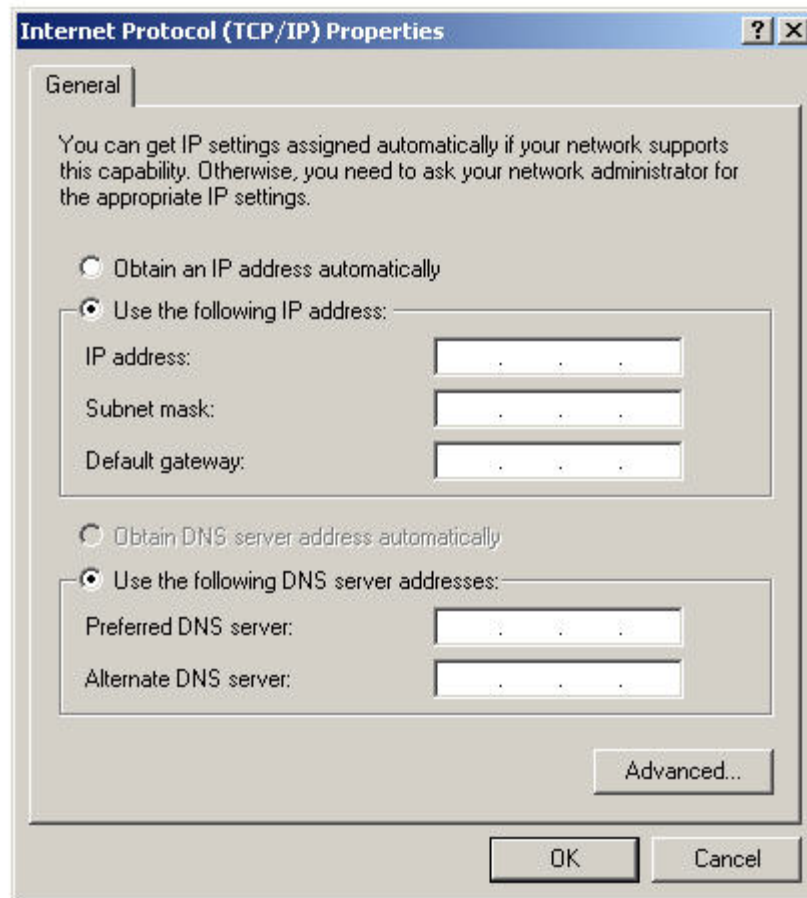 Internet Protocol (TCP/IP) Properties
General
You can get IP settings assigned automatically if your network supports
this capability. Otherwise, you need to ask your network administrator for
the appropriate IP settings.
Obtain an IP address automatically
Use the following IP address:
IP address: . . .
Subnet mask: . . .
Default gateway: . . .
Obtain DNS server address automatically
Use the following DNS server addresses:
Preferred DNS server: . . .
Alternate DNS server: . . .
Advanced...
OK Cancel